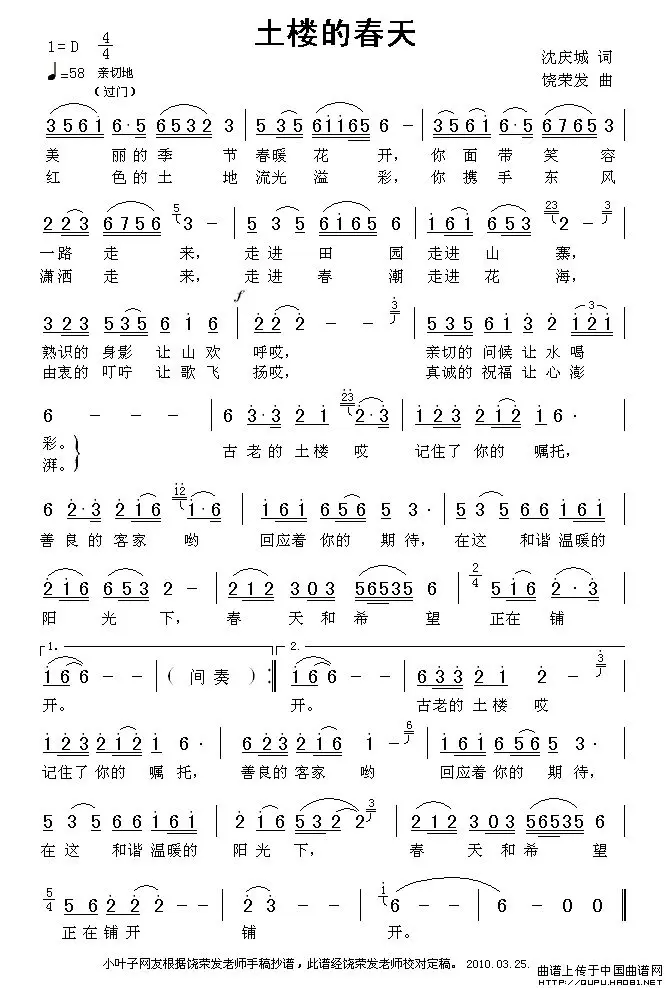 土楼的春天
1=D 4/4
♩=58 亲切地
(过门)
沈庆城 词
饶荣发 曲
3561 6·5 6532 3 | 5 35 61165 6 - | 3561 6·5 6765 3
美 丽的季 节 春暖 花 开， 你 面 带 笑 容
红 色的土 地 流光 溢 彩， 你 携 手 东 风
223 6756 5 3 - | 5 3 5 6165 6 | 161 653 23 2 - 3 |
一路 走 来， 走 进 田 园 走进 山 寨，
潇洒 走 来， 走 进 春 潮 走进 花 海，
f
323 535 6 1 6 | 22 2 - - 3 | 535 61 3 2 3 121
熟识的 身影 让 山 欢 呼哎， 亲切的 问候 让 水 喝
由衷的 叮咛 让 歌 飞 扬哎， 真诚的 祝福 让 心 澎
6 - - - | 6 3·3 2 1 23 2·3 | 123 212 16·
彩。
湃。
古 老 的 土 楼 哎 记住了 你的 嘱托，
6 2·3 226 12 1·6 | 161 656 5 3· | 535 66 161
善 良 的 客家 哟 回应着 你的 期 待， 在这 和谐 温暖的
216 653 2 - | 212 303 56535 6 | 2/4 516 2·3
阳 光 下， 春 天和希 望 正在 铺
1. 2.
166 - - | ( 间奏 ) :| 166 - - | 633 21 2 - 3 |
开。 开。 古老的 土楼 哎
123 212 1 6· | 623 216 1 - 6 | 161 656 5 3· |
记住了 你的 嘱 托， 善良的 客家 哟 回应着 你的 期 待，
5 35 66 161 | 216 532 2 3 | 212 303 56535 6 |
在 这 和谐 温暖的 阳光 下， 春 天和希 望
5/4 56 22 2 - - | 1 6 - - | 6 - 0 0 ‖
正在铺开 铺 开。
小叶子网友根据饶荣发老师手稿抄谱，此谱经饶荣发老师校对定稿。 2010.03.25.
曲谱上传于中国曲谱网
HTTP://QUPU.HAO81.NET